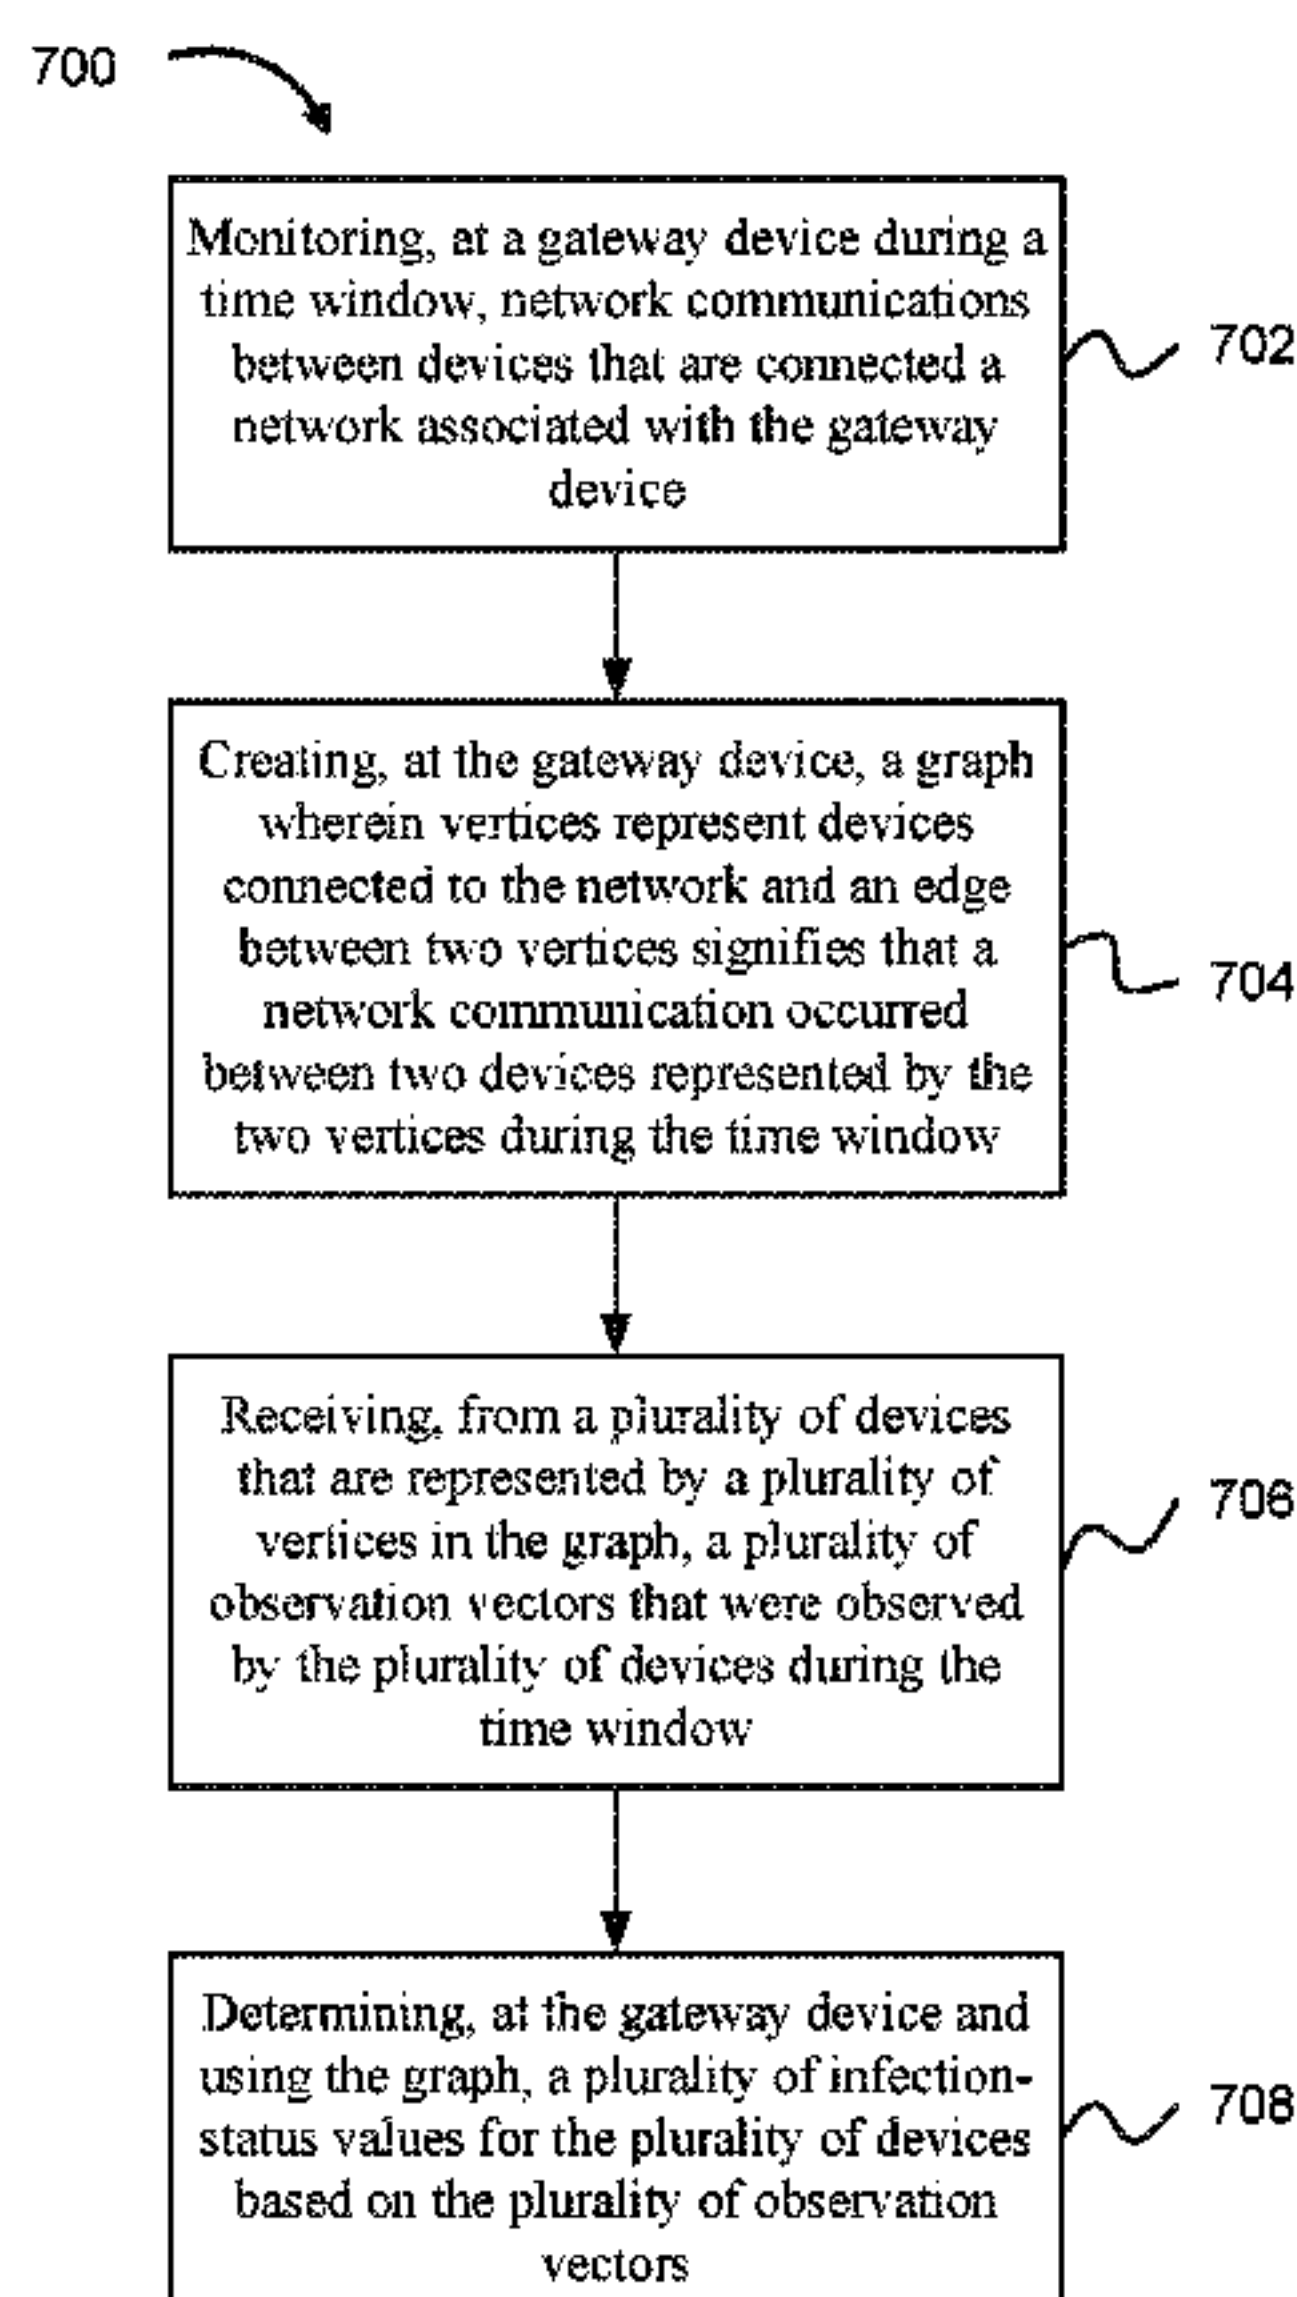 700
Monitoring, at a gateway device during a
time window, network communications
between devices that are connected a
network associated with the gateway
device
702
Creating, at the gateway device, a graph
wherein vertices represent devices
connected to the network and an edge
between two vertices signifies that a
network communication occurred
between two devices represented by the
two vertices during the time window
704
Receiving, from a plurality of devices
that are represented by a plurality of
vertices in the graph, a plurality of
observation vectors that were observed
by the plurality of devices during the
time window
706
Determining, at the gateway device and
using the graph, a plurality of infection-
status values for the plurality of devices
based on the plurality of observation
vectors
708